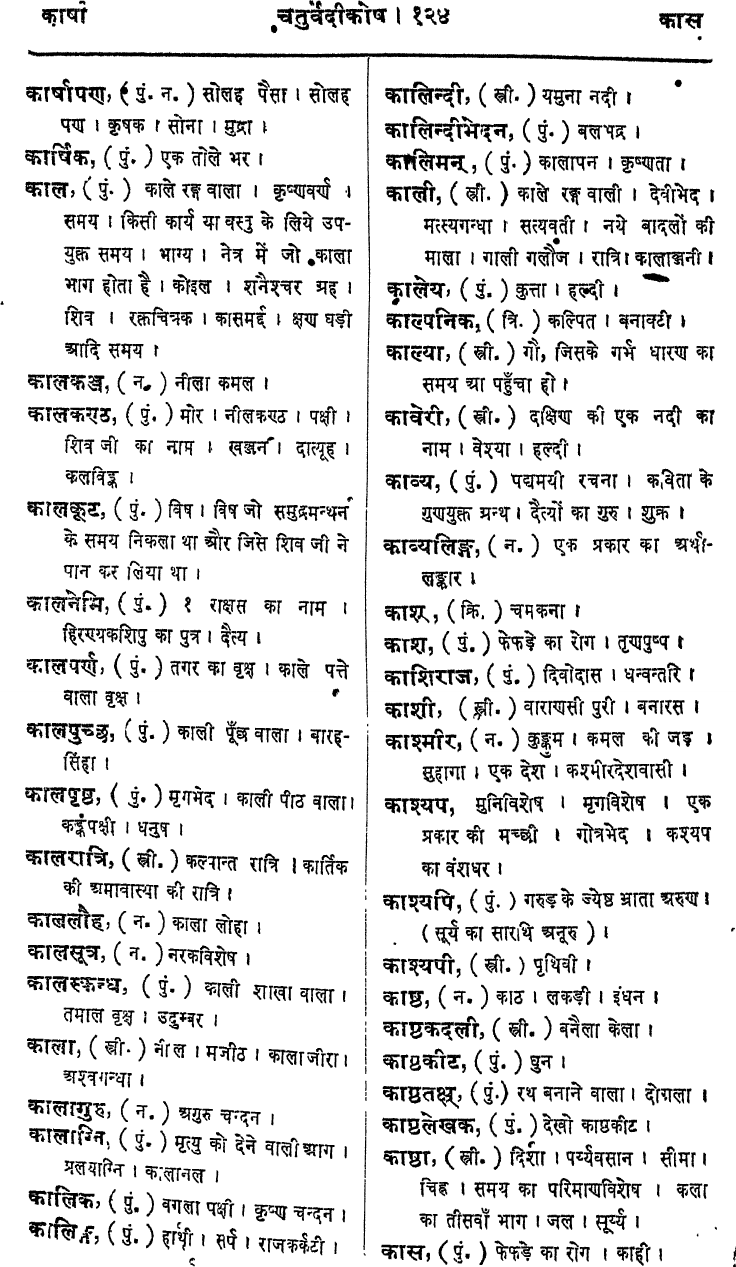 कार्षा चतुर्वेदीकोष । १२४ कास
कार्षापण, ( पुं. न. ) सोलह पैसा । सोलह
पण । कृषक । सोना । मुद्रा ।
कार्षिक, ( पुं. ) एक तोले भर ।
काल, ( पुं. ) काले रङ्ग वाला । कृष्णवर्ण ।
समय । किसी कार्य या वस्तु के लिये उप-
युक्त समय । भाग्य । नेत्र में जो काला
भाग होता है । कोइल । शनैश्चर ग्रह ।
शिव । रक्तचित्रक । कासमर्द्द । क्षण घड़ी
आदि समय ।
कालकञ्ज, ( न. ) नीला कमल ।
कालकण्ठ, ( पुं. ) मोर । नीलकण्ठ । पक्षी ।
शिव जी का नाम । खञ्जन । दात्यूह ।
कलविङ्क ।
कालकूट, ( पुं. ) विष । विष जो समुद्रमन्थन
के समय निकला था और जिसे शिव जी ने
पान कर लिया था ।
कालनेमि, ( पुं. ) १ राक्षस का नाम ।
हिरण्यकशिपु का पुत्र । दैत्य ।
कालपर्ण, ( पुं. ) तगर का वृक्ष । काले पत्ते
वाला वृक्ष ।
कालपुच्छ, ( पुं. ) काली पूँछ वाला । बारह-
सिंहा ।
कालपृष्ठ, ( पुं. ) मृगभेद । काली पीठ वाला ।
कङ्कपक्षी । धनुष ।
कालरात्रि, ( स्त्री. ) कल्पान्त रात्रि । कार्तिक
की अमावास्या की रात्रि ।
काललौह, ( न. ) काला लोहा ।
कालसूत्र, ( न. ) नरकविशेष ।
कालस्कन्ध, ( पुं. ) काली शाखा वाला ।
तमाल वृक्ष । उदुम्बर ।
काला, ( स्त्री. ) नील । मजीठ । काला जीरा ।
अश्वगन्धा ।
कालागुरु, ( न. ) अगुरु चन्दन ।
कालाग्नि, ( पुं. ) मृत्यु को देने वाली आग ।
प्रलयाग्नि । कालानल ।
कालिक, ( पुं. ) बगला पक्षी । कृष्ण चन्दन ।
( पुं. ) हाथी । सर्प । राजकर्कटी ।
कालिन्दी, ( स्त्री. ) यमुना नदी ।
कालिन्दीभेदन, ( पुं. ) बलभद्र ।
कालिमन्, ( पुं. ) कालापन । कृष्णता ।
काली, ( स्त्री. ) काले रङ्ग वाली । देवीभेद ।
मत्स्यगन्धा । सत्यवती । नये बादलों की
माला । गाली गलौज । रात्रि । कालाञ्जनी ।
कालेय, ( पुं. ) कुत्ता । हल्दी ।
काल्पनिक, ( त्रि. ) कल्पित । बनावटी ।
काल्या, ( स्त्री. ) गौ, जिसके गर्भ धारण का
समय आ पहुँचा हो ।
कावेरी, ( स्त्री. ) दक्षिण की एक नदी का
नाम । वेश्या । हल्दी ।
काव्य, ( पुं. ) पद्यमयी रचना । कविता के
गुणयुक्त ग्रन्थ । दैत्यों का गुरु । शुक्र ।
काव्यलिङ्ग, ( न. ) एक प्रकार का अर्था-
लङ्कार ।
काश्, ( क्रि. ) चमकना ।
काश, ( पुं. ) फेफड़े का रोग । तृणपुष्प ।
काशिराज, ( पुं. ) दिवोदास । धन्वन्तरि ।
काशी, ( स्त्री. ) वाराणसी पुरी । बनारस ।
काश्मीर, ( न. ) कुङ्कुम । कमल की जड़ ।
सुहागा । एक देश । कश्मीरदेशवासी ।
काश्यप, मुनिविशेष । मृगविशेष । एक
प्रकार की मच्छी । गोत्रभेद । कश्यप
का वंशधर ।
काश्यपि, ( पुं. ) गरुड़ के ज्येष्ठ भ्राता अरुण ।
( सूर्य का सारथि अनूरु ) ।
काश्यपी, ( स्त्री. ) पृथिवी ।
काष्ठ, ( न. ) काठ । लकड़ी । इंधन ।
काष्ठकदली, ( स्त्री. ) बनैला केला ।
काष्ठकीट, ( पुं. ) घुन ।
काष्ठतक्ष्, ( पुं. ) रथ बनाने वाला । दोगला ।
काष्ठलेखक, ( पुं. ) देखो काष्ठकीट ।
काष्ठा, ( स्त्री. ) दिशा । पर्य्यवसान । सीमा ।
चिह्न । समय का परिमाणविशेष । कला
का तीसवाँ भाग । जल । सूर्य्य ।
कास, ( पुं. ) फेफड़े का रोग । काही ।